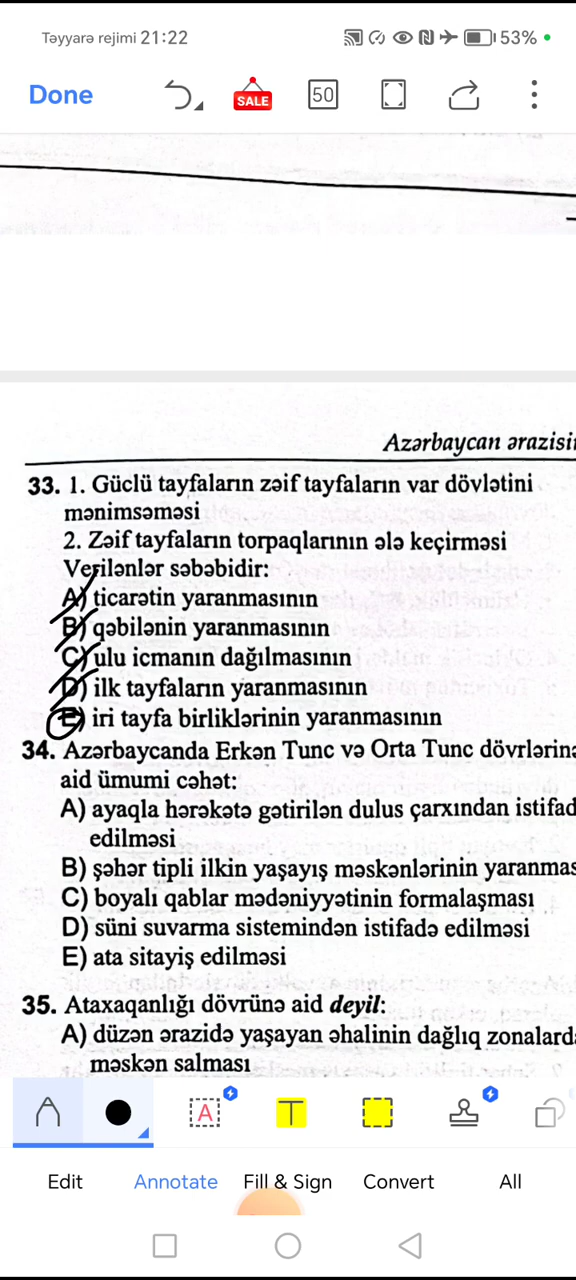 Təyyarə rejimi 21:22
53%
Done
SALE
50
Azərbaycan ərazisi
33. 1. Güclü tayfaların zəif tayfaların var dövlətini
mənimsəməsi
2. Zəif tayfaların torpaqlarının ələ keçirməsi
Verilənlər səbəbidir:
A) ticarətin yaranmasının
B) qəbilənin yaranmasının
C) ulu icmanın dağılmasının
D) ilk tayfaların yaranmasının
E) iri tayfa birliklərinin yaranmasının
34. Azərbaycanda Erkən Tunc və Orta Tunc dövrlərinə
aid ümumi cəhət:
A) ayaqla hərəkətə gətirilən dulus çarxından istifad
edilməsi
B) şəhər tipli ilkin yaşayış məskənlərinin yaranmas
C) boyalı qablar mədəniyyətinin formalaşması
D) süni suvarma sistemindən istifadə edilməsi
E) ata sitayiş edilməsi
35. Ataxaqanlığı dövrünə aid deyil:
A) düzən ərazidə yaşayan əhalinin dağlıq zonalard
məskən salması
A
T
Edit
Annotate
Fill & Sign
Convert
All